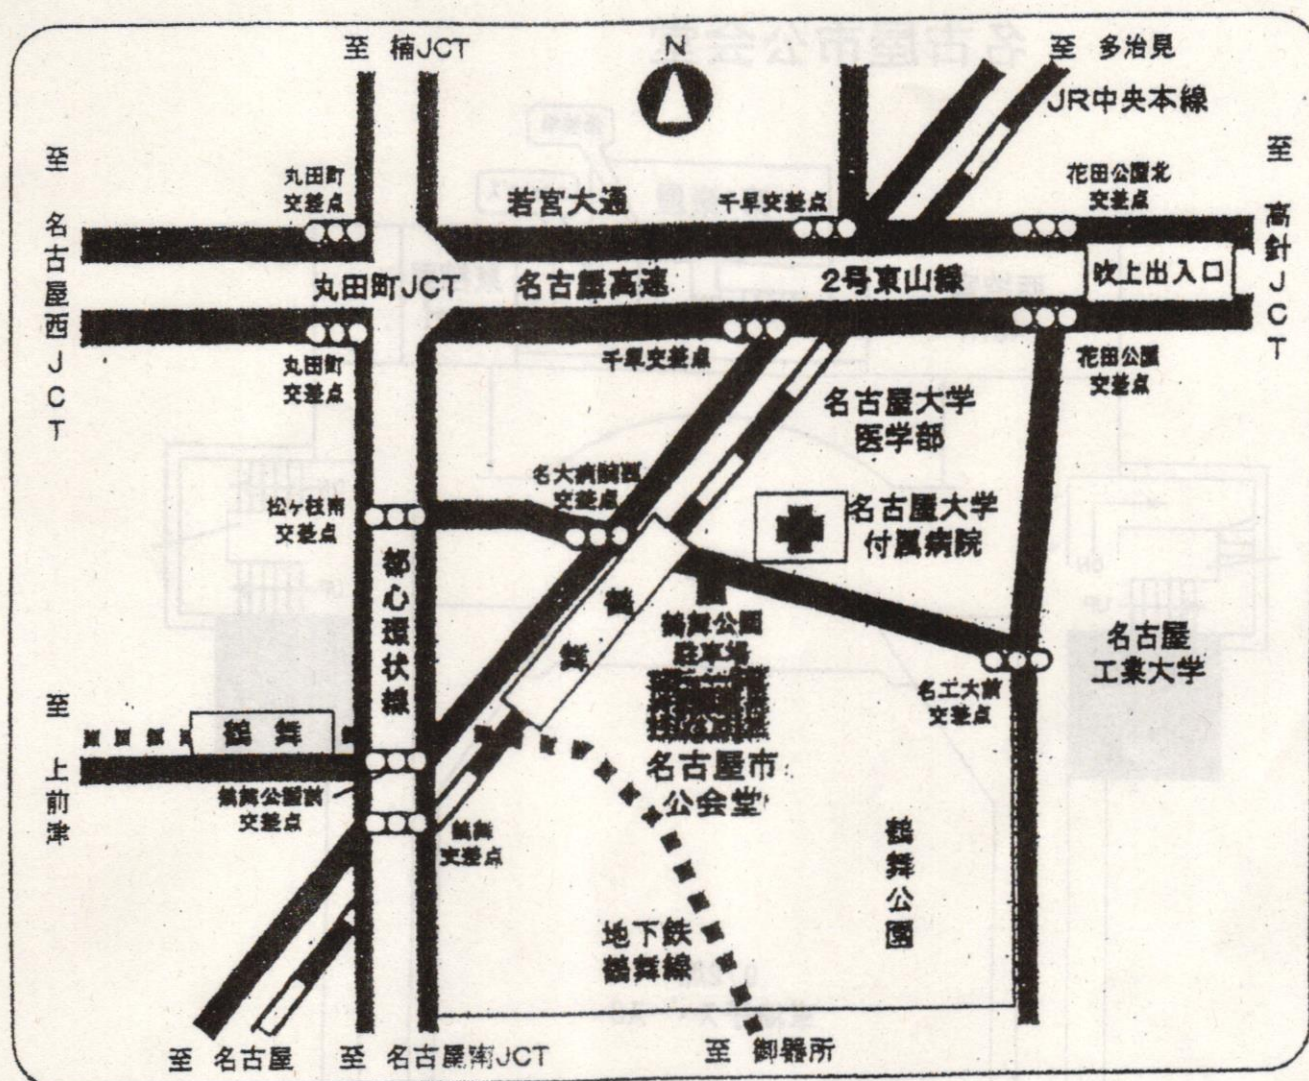 至 楠JCT
N
至 多治見
JR中央本線
至 名古屋西JCT
丸田町
交差点
若宮大通
千早交差点
花田公園北
交差点
至 高針JCT
丸田町JCT
名古屋高速
2号東山線
吹上出入口
丸田町
交差点
千早交差点
花田公園
交差点
名古屋大学
医学部
松ヶ枝南
交差点
名大病院西
交差点
名古屋大学
付属病院
都心環状線
鶴舞
鶴舞公園
駐車場
名古屋
工業大学
名工大前
交差点
至 上前津
鶴舞
名古屋市
公会堂
鶴舞公園前
交差点
鶴舞
交差点
鶴舞公園
地下鉄
鶴舞線
至 名古屋
至 名古屋南JCT
至 御器所